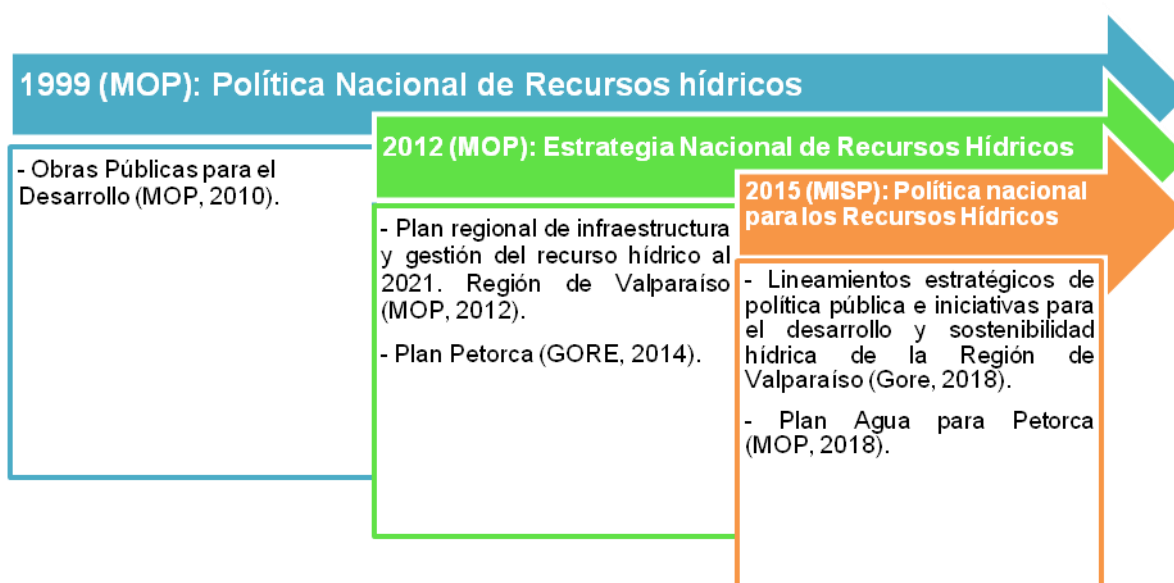 1999 (MOP): Política Nacional de Recursos hídricos
- Obras Públicas para el
Desarrollo (MOP, 2010).
2012 (MOP): Estrategia Nacional de Recursos Hídricos
- Plan regional de infraestructura
y gestión del recurso hídrico al
2021. Región de Valparaíso
(MOP, 2012).
- Plan Petorca (GORE, 2014).
2015 (MISP): Política nacional
para los Recursos Hídricos
- Lineamientos estratégicos de
política pública e iniciativas para
el desarrollo y sostenibilidad
hídrica de la Región de
Valparaíso (Gore, 2018).
- Plan Agua para Petorca
(MOP, 2018).